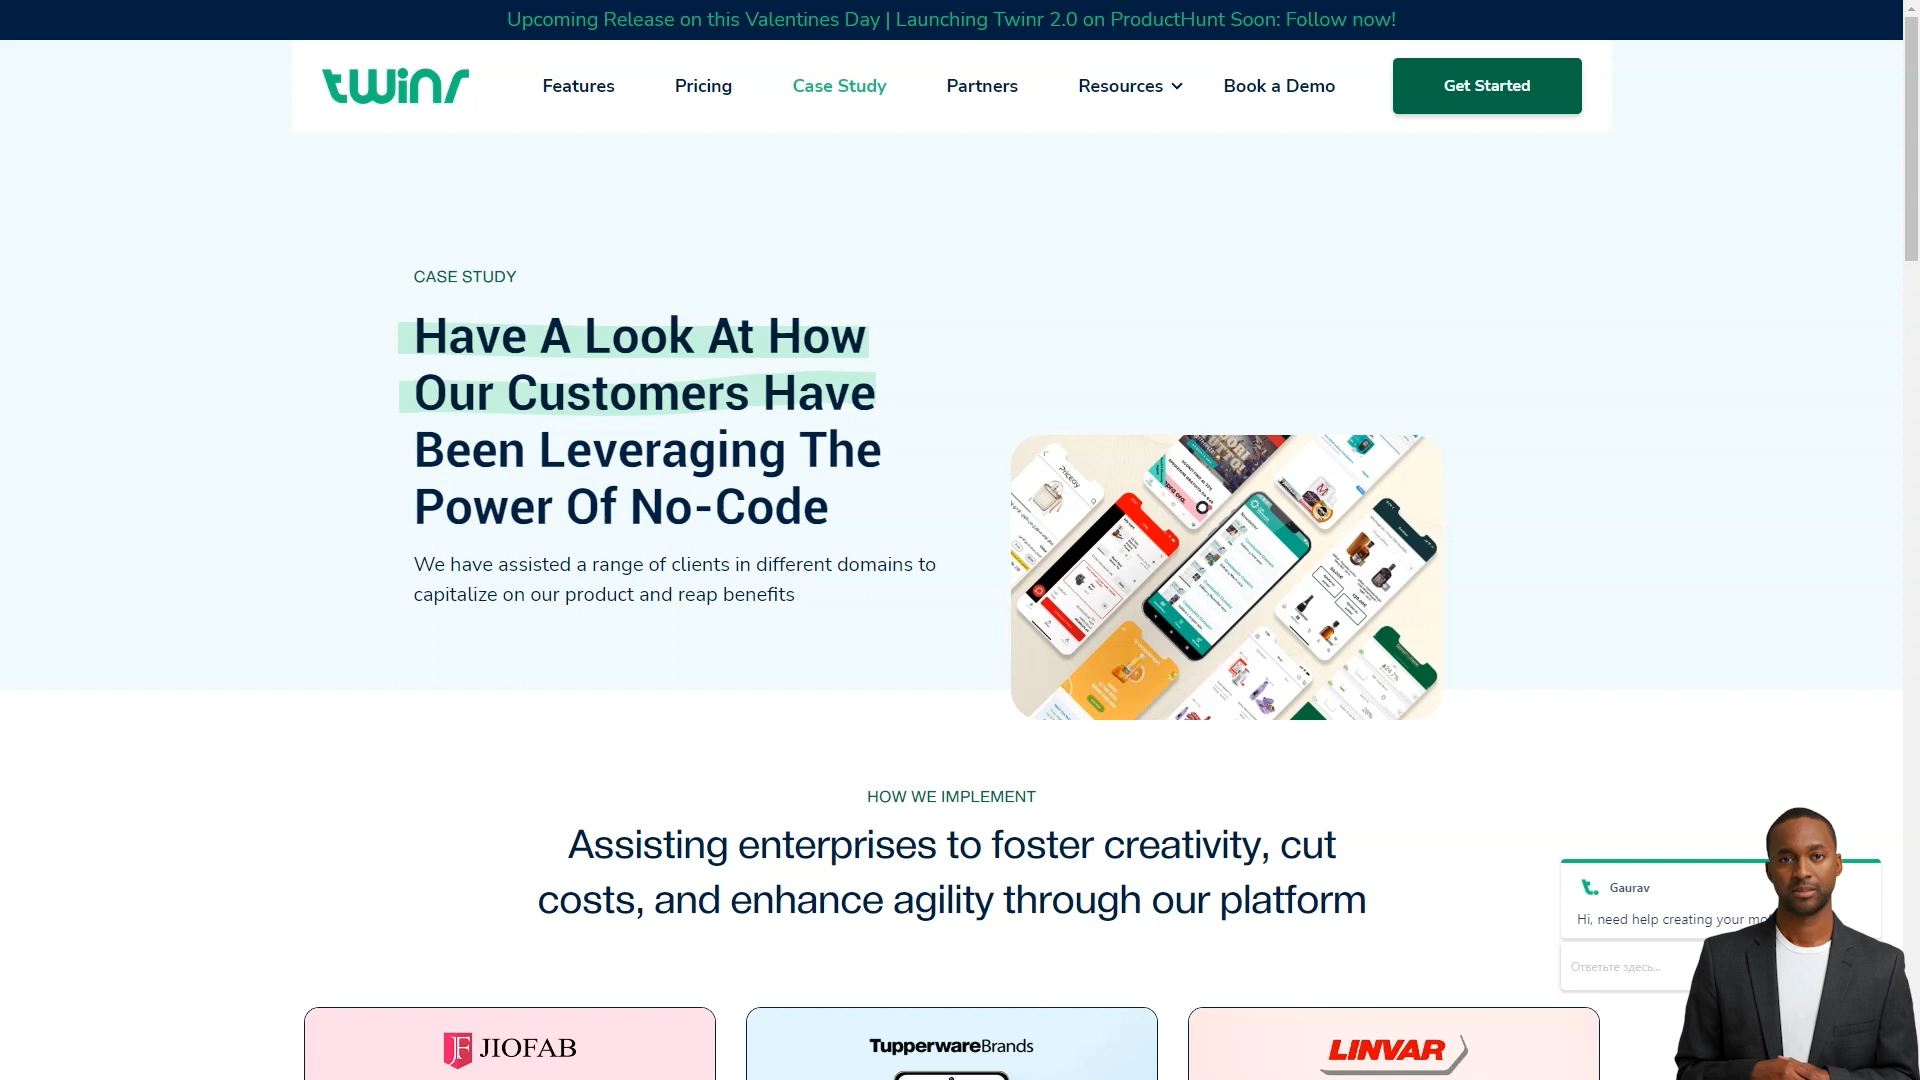 Upcoming Release on this Valentines Day | Launching Twinr 2.0 on ProductHunt Soon: Follow now!
twinr
Features
Pricing
Case Study
Partners
Resources
Book a Demo
Get Started
CASE STUDY
Have A Look At How
Our Customers Have
Been Leveraging The
Power Of No-Code
We have assisted a range of clients in different domains to
capitalize on our product and reap benefits
HOW WE IMPLEMENT
Assisting enterprises to foster creativity, cut
costs, and enhance agility through our platform
t. Gaurav
Hi, need help creating your
Ответьте здесь...
JF JIOFAB
TupperwareBrands
LINVAR